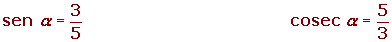 sen α = 3/5 cosec α = 5/3